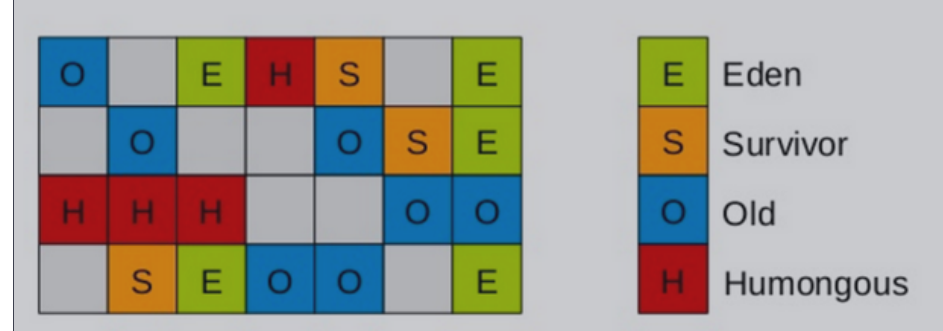 O E H S E
O O S E
H H H O O
S E O O E
E Eden
S Survivor
O Old
H Humongous